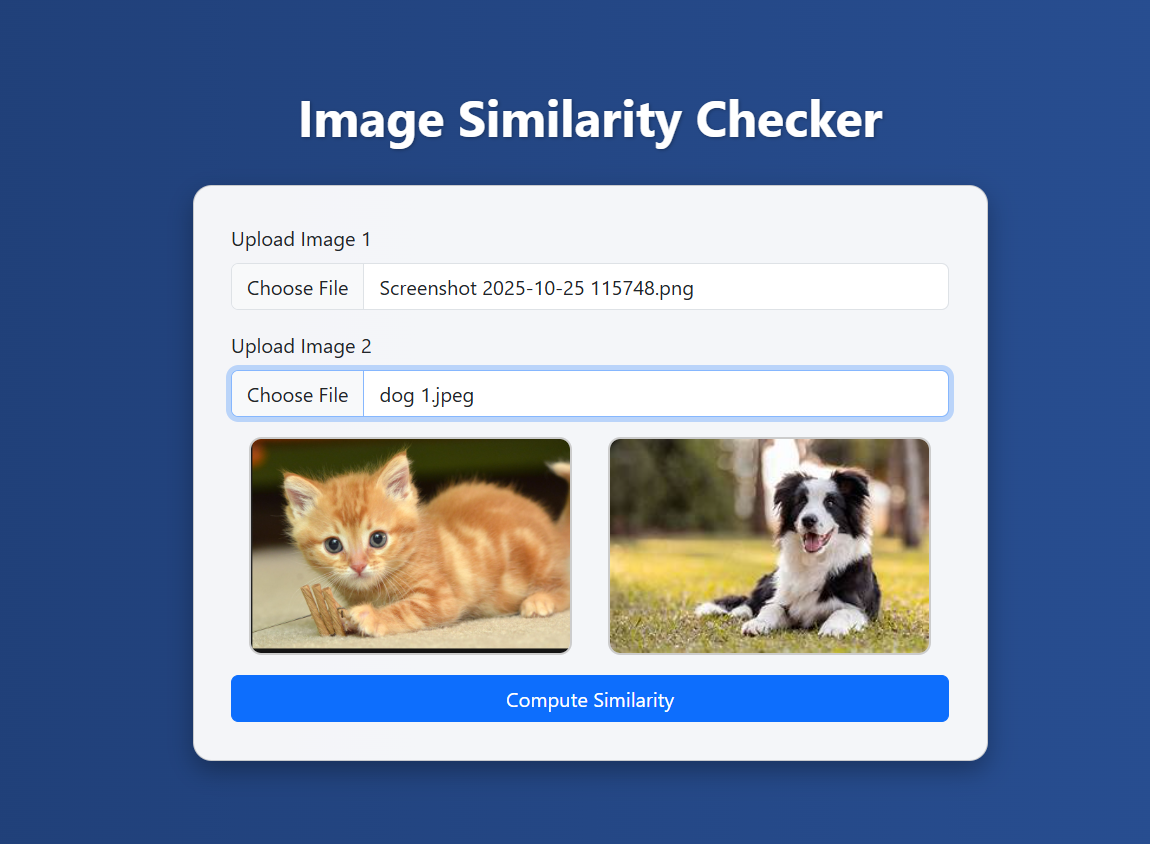 Image Similarity Checker
Upload Image 1
Choose File Screenshot 2025-10-25 115748.png
Upload Image 2
Choose File dog 1.jpeg
Compute Similarity